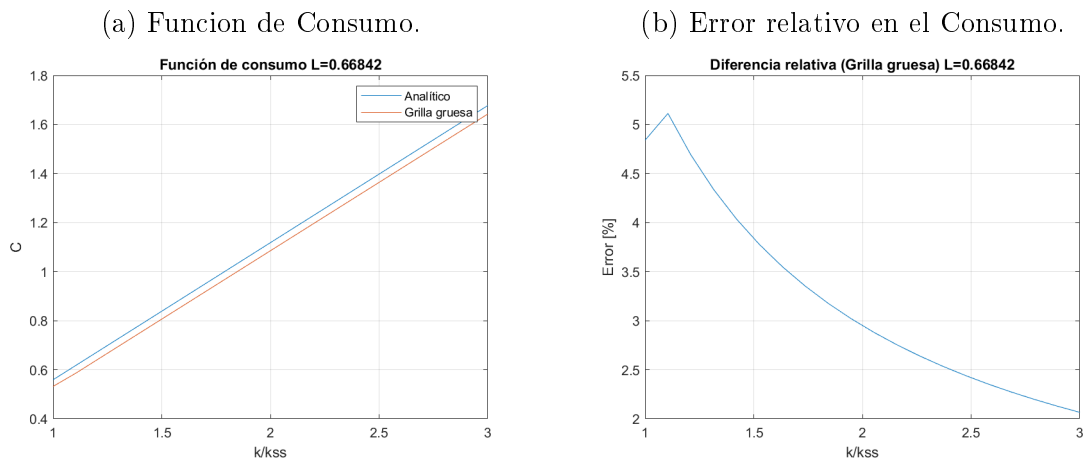 (a) Funcion de Consumo.
Función de consumo L=0.66842
1.8
1.6
1.4
1.2
1
0.8
0.6
0.4
C
Analítico
Grilla gruesa
1
1.5
2
2.5
3
k/kss
(b) Error relativo en el Consumo.
Diferencia relativa (Grilla gruesa) L=0.66842
5.5
5
4.5
4
3.5
3
2.5
2
Error [%]
1
1.5
2
2.5
3
k/kss